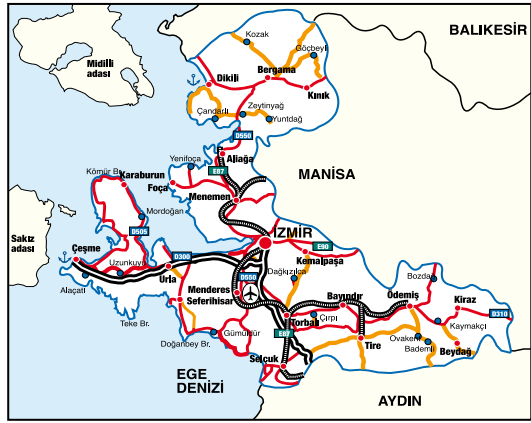 BALIKESİR
Kozak
Göçbeyli
Midilli
adası
Dikili
Bergama
Kınık
Çandarlı
Zeytinyağ
Yuntdağ
D550
Yenifoça
Aliağa
E87
MANİSA
Kömür Br.
Karaburun
Foça
Menemen
Mordoğan
D505
Sakız
adası
Çeşme
D300
İZMİR
E90
Kemalpaşa
Uzunkuyu
Urla
D550
Dağkızılca
Bozdağ
Alaçatı
Menderes
Seferihisar
Bayındır
Ödemiş
Kiraz
D310
Teke Br.
Torbalı
Çırpı
Kaymakçı
Gümüldür
E87
Doğanbey Br.
Tire
Ovakent
Bademli
Beydağ
Selçuk
EGE
DENİZİ
AYDIN